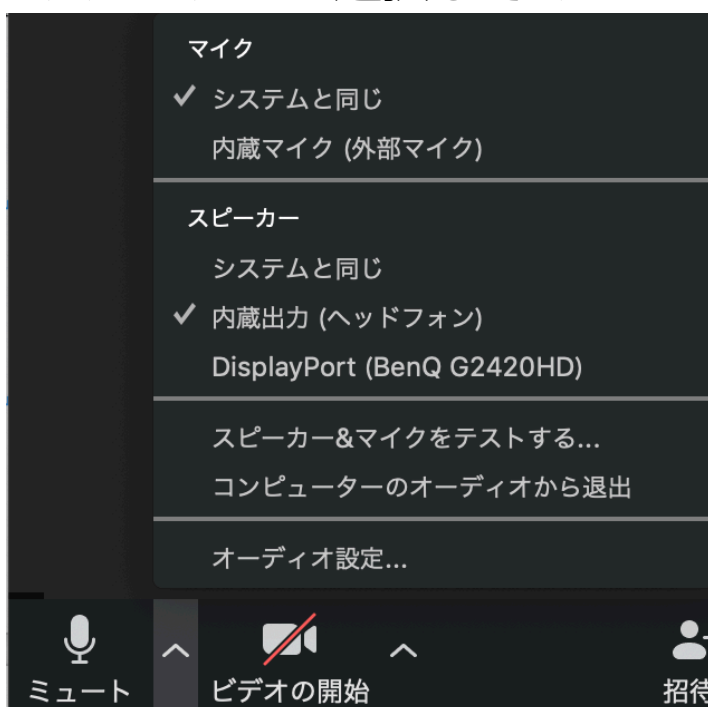 マイク
システムと同じ
内蔵マイク (外部マイク)
スピーカー
システムと同じ
内蔵出力 (ヘッドフォン)
DisplayPort (BenQ G2420HD)
スピーカー&マイクをテストする...
コンピューターのオーディオから退出
オーディオ設定...
ミュート
ビデオの開始
招待